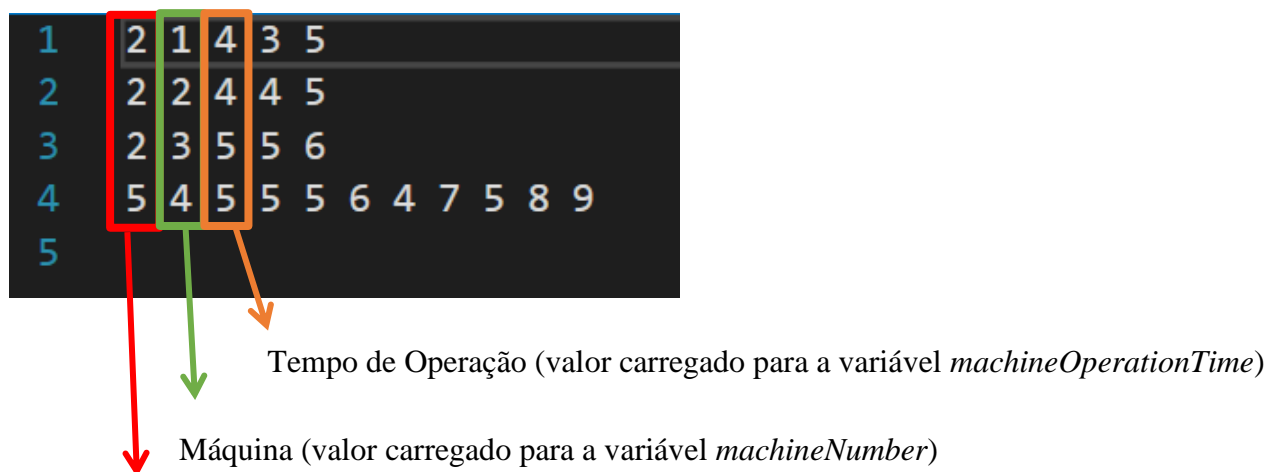 1 2 1 4 3 5
2 2 2 4 4 5
3 2 3 5 5 6
4 5 4 5 5 5 6 4 7 5 8 9
5
Tempo de Operação (valor carregado para a variável machineOperationTime)
Máquina (valor carregado para a variável machineNumber)